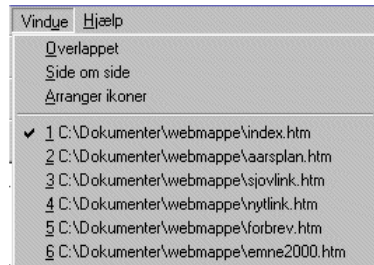 Vindue Hjælp
Overlappet
Side om side
Arranger ikoner
✔ 1 C:\Dokumenter\webmappe\index.htm
2 C:\Dokumenter\webmappe\aarsplan.htm
3 C:\Dokumenter\webmappe\sjovlink.htm
4 C:\Dokumenter\webmappe\nytlink.htm
5 C:\Dokumenter\webmappe\forbrev.htm
6 C:\Dokumenter\webmappe\emne2000.htm